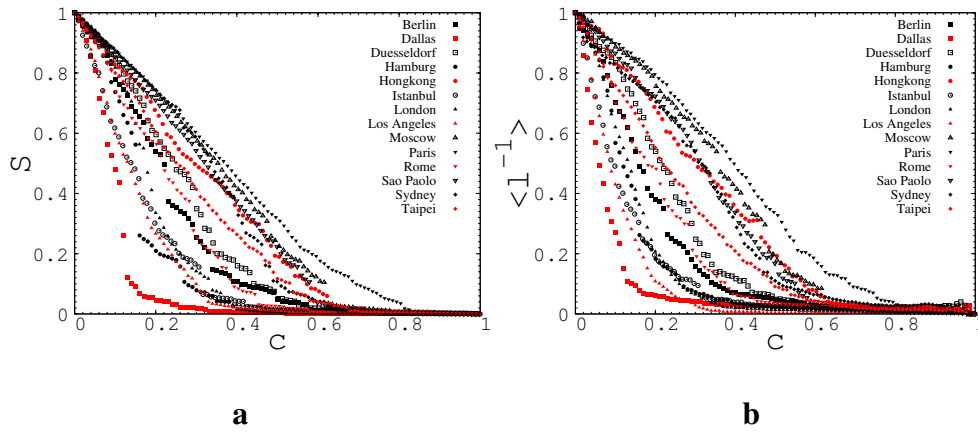 S
1
0.8
0.6
0.4
0.2
0
0 0.2 0.4 0.6 0.8 1
c
Berlin
Dallas
Duesseldorf
Hamburg
Hongkong
Istanbul
London
Los Angeles
Moscow
Paris
Rome
Sao Paolo
Sydney
Taipei
a
<1⁻¹>
1
0.8
0.6
0.4
0.2
0
0 0.2 0.4 0.6 0.8 1
c
Berlin
Dallas
Duesseldorf
Hamburg
Hongkong
Istanbul
London
Los Angeles
Moscow
Paris
Rome
Sao Paolo
Sydney
Taipei
b